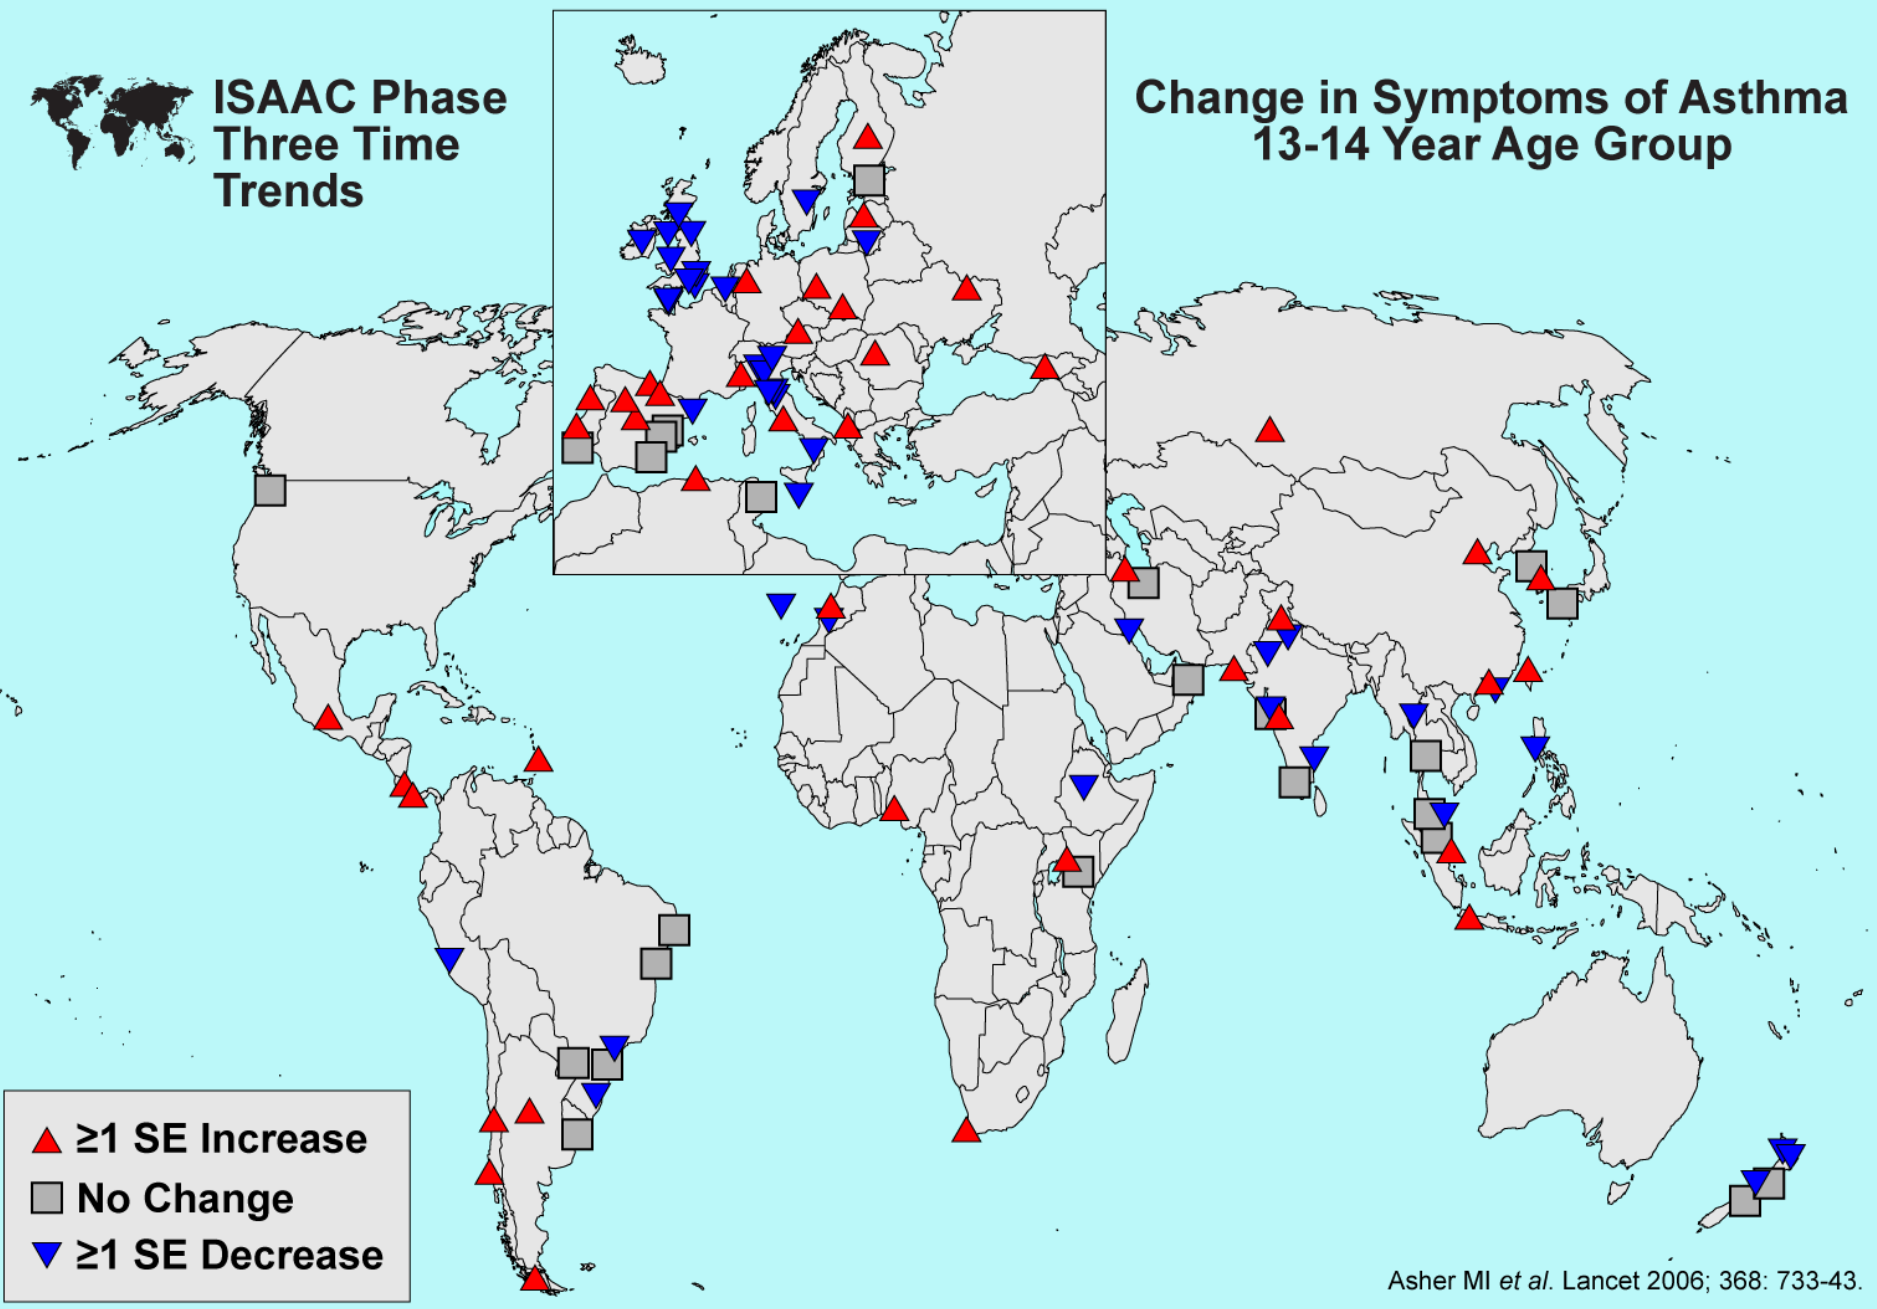 ISAAC Phase
Three Time
Trends
Change in Symptoms of Asthma
13-14 Year Age Group
≥1 SE Increase
No Change
≥1 SE Decrease
Asher MI et al. Lancet 2006; 368: 733-43.